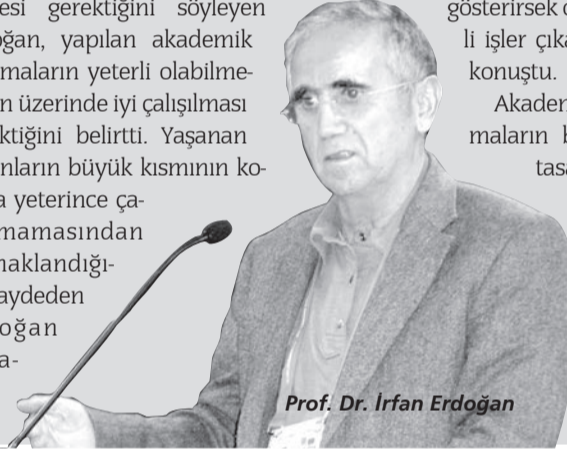 esi gerektiğini söyleyen
oğan, yapılan akademik
maların yeterli olabilme-
n üzerinde iyi çalışılması
ktiğini belirtti. Yaşanan
nların büyük kısmının ko-
a yeterince ça-
mamasından
naklandığı-
aydeden
oğan
a-
gösterirsek
li işler çıka
konuştu.
Akaden
maların b
tasa
Prof. Dr. İrfan Erdoğan